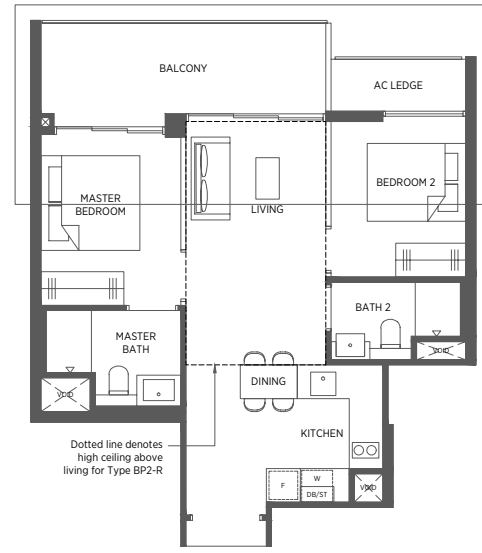 BALCONY
AC LEDGE
MASTER
BEDROOM
LIVING
BEDROOM 2
MASTER
BATH
BATH 2
VOID
VOID
DINING
KITCHEN
Dotted line denotes
high ceiling above
living for Type BP2-R
F
W
DB/ST
VOID